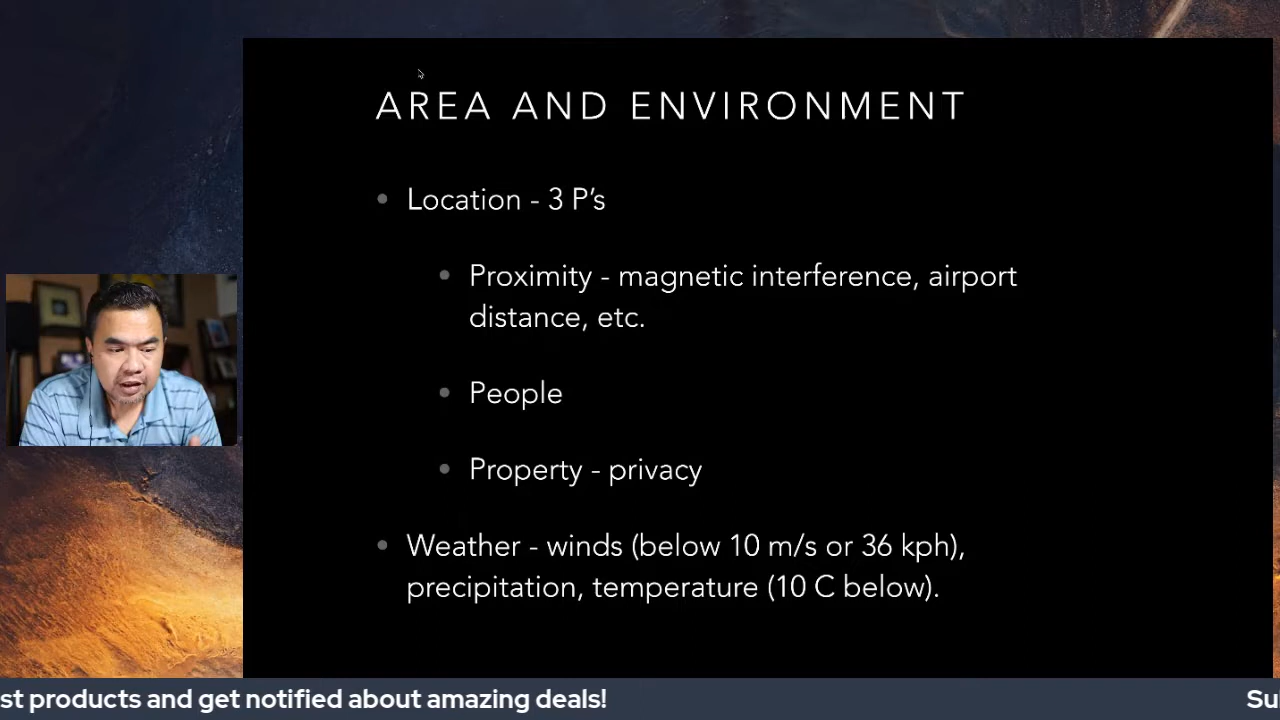 AREA AND ENVIRONMENT
Location - 3 P's
Proximity - magnetic interference, airport
distance, etc.
People
Property - privacy
Weather - winds (below 10 m/s or 36 kph),
precipitation, temperature (10 C below).
st products and get notified about amazing deals!
Su